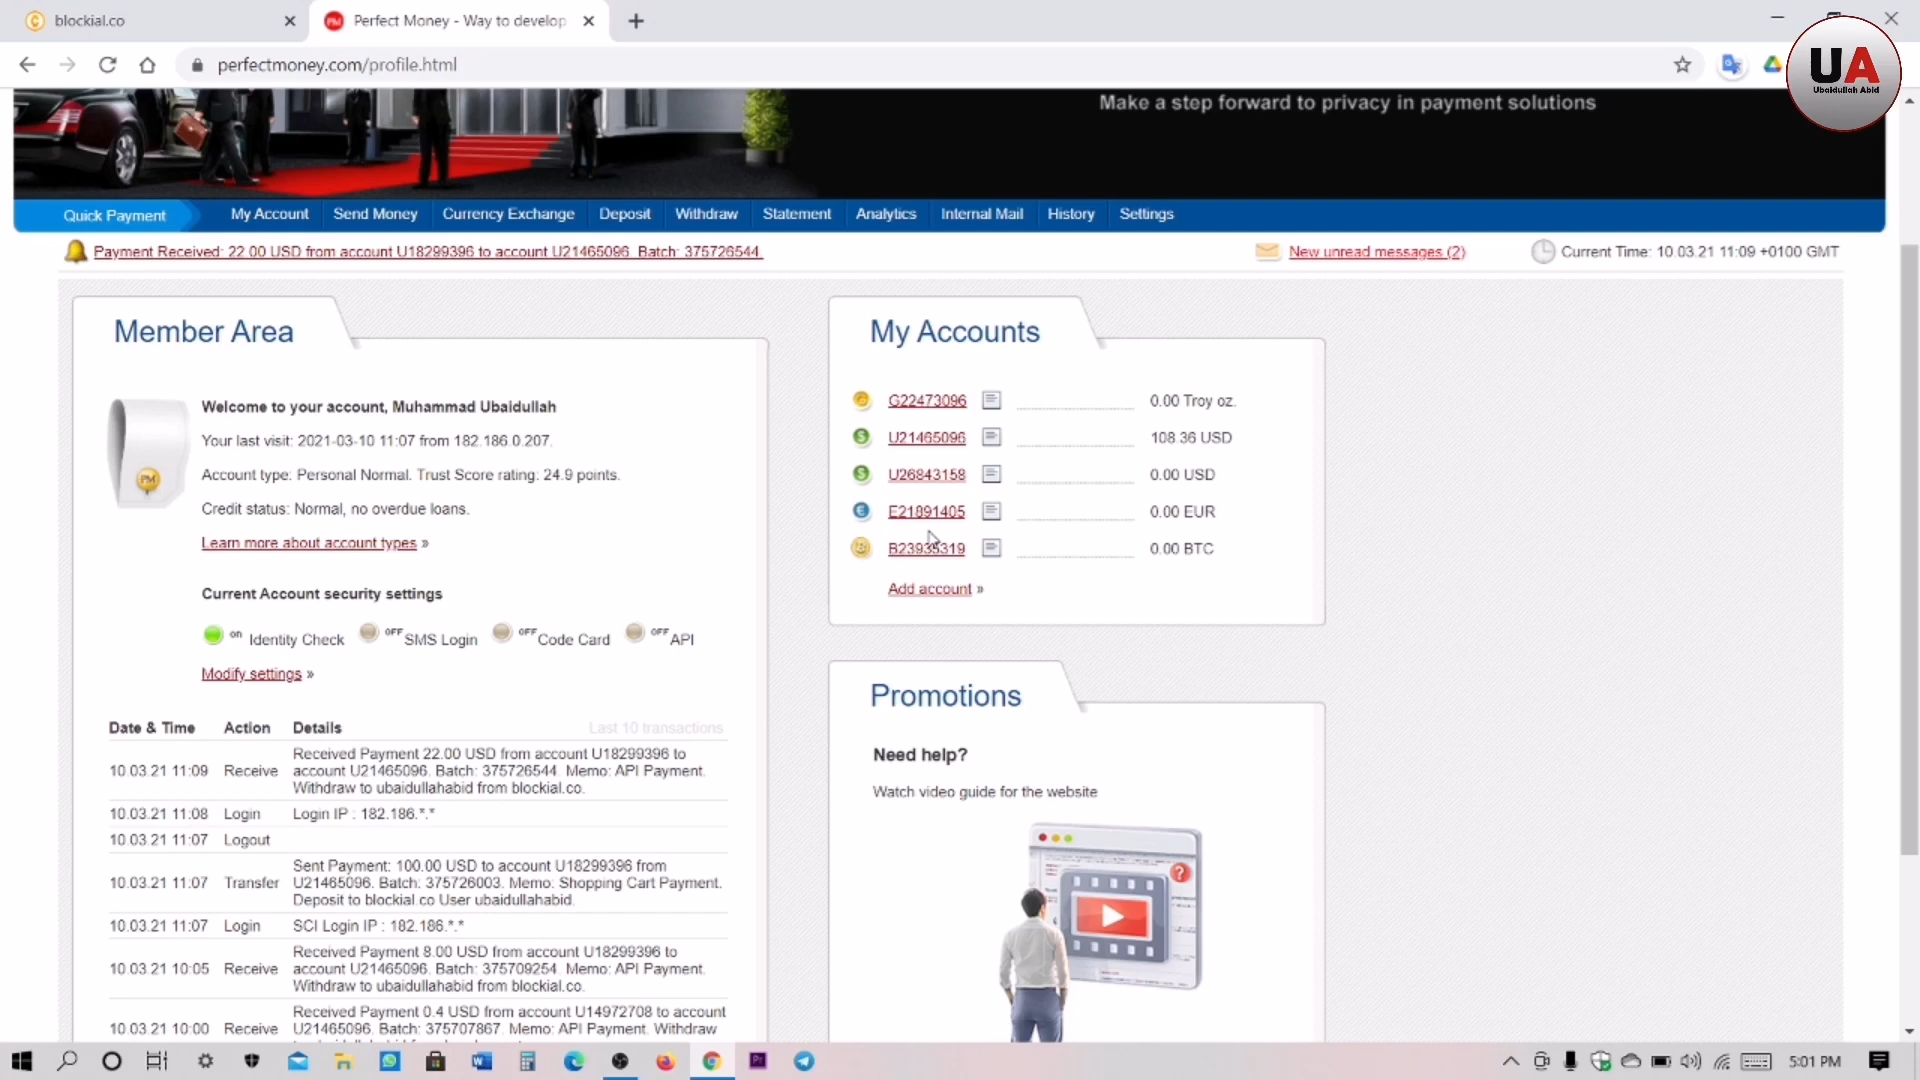 blockial.co
Perfect Money - Way to develop
perfectmoney.com/profile.html
UA
Ubaidullah Abid
Make a step forward to privacy in payment solutions
Quick Payment My Account Send Money Currency Exchange Deposit Withdraw Statement Analytics Internal Mail History Settings
Payment Received: 22.00 USD from account U18299396 to account U21465096. Batch: 375726544.
New unread messages (2)
Current Time: 10.03.21 11:09 +0100 GMT
Member Area
Welcome to your account, Muhammad Ubaidullah
Your last visit: 2021-03-10 11:07 from 182.186.0.207.
Account type: Personal Normal. Trust Score rating: 24.9 points.
Credit status: Normal, no overdue loans.
Learn more about account types »
Current Account security settings
on Identity Check OFF SMS Login OFF Code Card OFF API
Modify settings »
Date & Time Action Details Last 10 transactions
10.03.21 11:09 Receive Received Payment 22.00 USD from account U18299396 to
account U21465096. Batch: 375726544. Memo: API Payment.
Withdraw to ubaidullahabid from blockial.co.
10.03.21 11:08 Login Login IP : 182.186.*.*
10.03.21 11:07 Logout
10.03.21 11:07 Transfer Sent Payment: 100.00 USD to account U18299396 from
U21465096. Batch: 375726003. Memo: Shopping Cart Payment.
Deposit to blockial.co User ubaidullahabid.
10.03.21 11:07 Login SCI Login IP : 182.186.*.*
10.03.21 10:05 Receive Received Payment 8.00 USD from account U18299396 to
account U21465096. Batch: 375709254. Memo: API Payment.
Withdraw to ubaidullahabid from blockial.co.
10.03.21 10:00 Receive Received Payment 0.4 USD from account U14972708 to account
U21465096. Batch: 375707867. Memo: API Payment. Withdraw
My Accounts
G22473096 0.00 Troy oz.
U21465096 108.36 USD
U26843158 0.00 USD
E21891405 0.00 EUR
B23935319 0.00 BTC
Add account »
Promotions
Need help?
Watch video guide for the website
5:01 PM